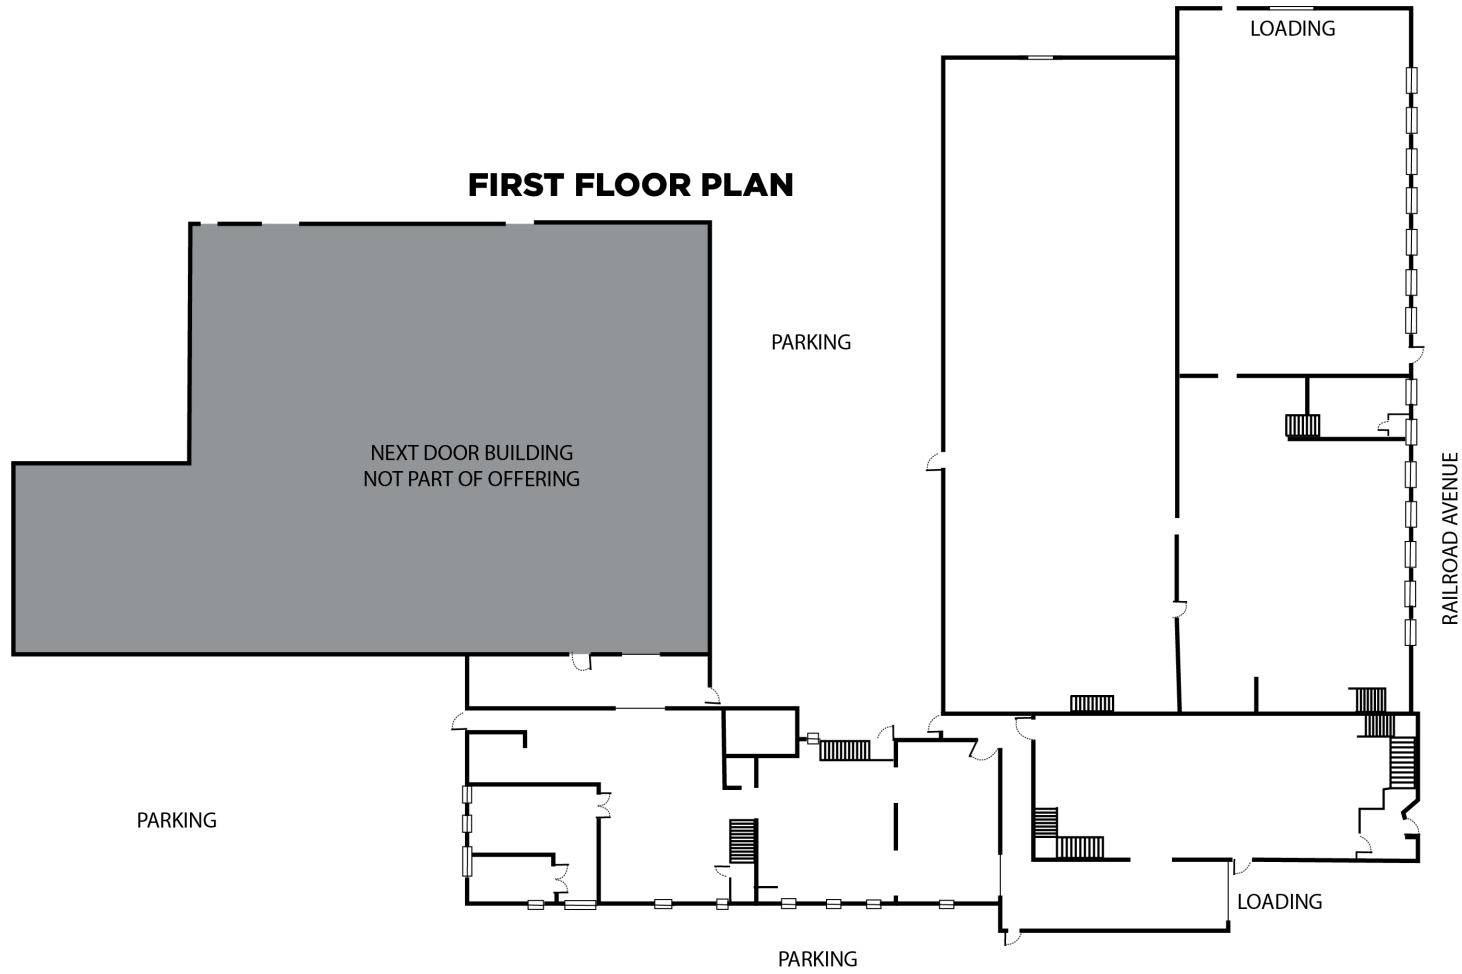 LOADING
FIRST FLOOR PLAN
PARKING
NEXT DOOR BUILDING
NOT PART OF OFFERING
RAILROAD AVENUE
PARKING
LOADING
PARKING